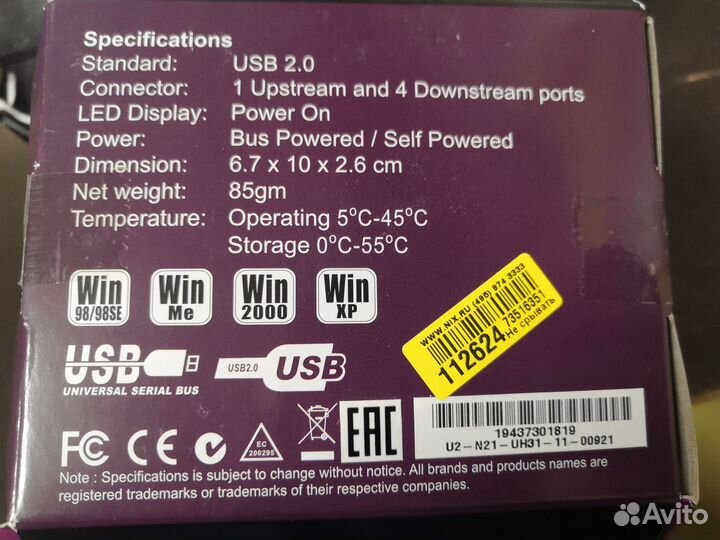 Specifications
Standard: USB 2.0
Connector: 1 Upstream and 4 Downstream ports
LED Display: Power On
Power: Bus Powered / Self Powered
Dimension: 6.7 x 10 x 2.6 cm
Net weight: 85gm
Temperature: Operating 5°C-45°C
Storage 0°C-55°C
Win 98/98SE
Win Me
Win 2000
Win XP
WWW.NIX.RU (495) 974 3333
112624
73516351
Не срывать
USB
UNIVERSAL SERIAL BUS
USB2.0 USB
FC CE
EC
200295
EAC
19437301819
U2-N21-UH31-11-00921
Note : Specifications is subject to change without notice. All brands and products names are
registered trademarks or trademarks of their respective companies.
Avito